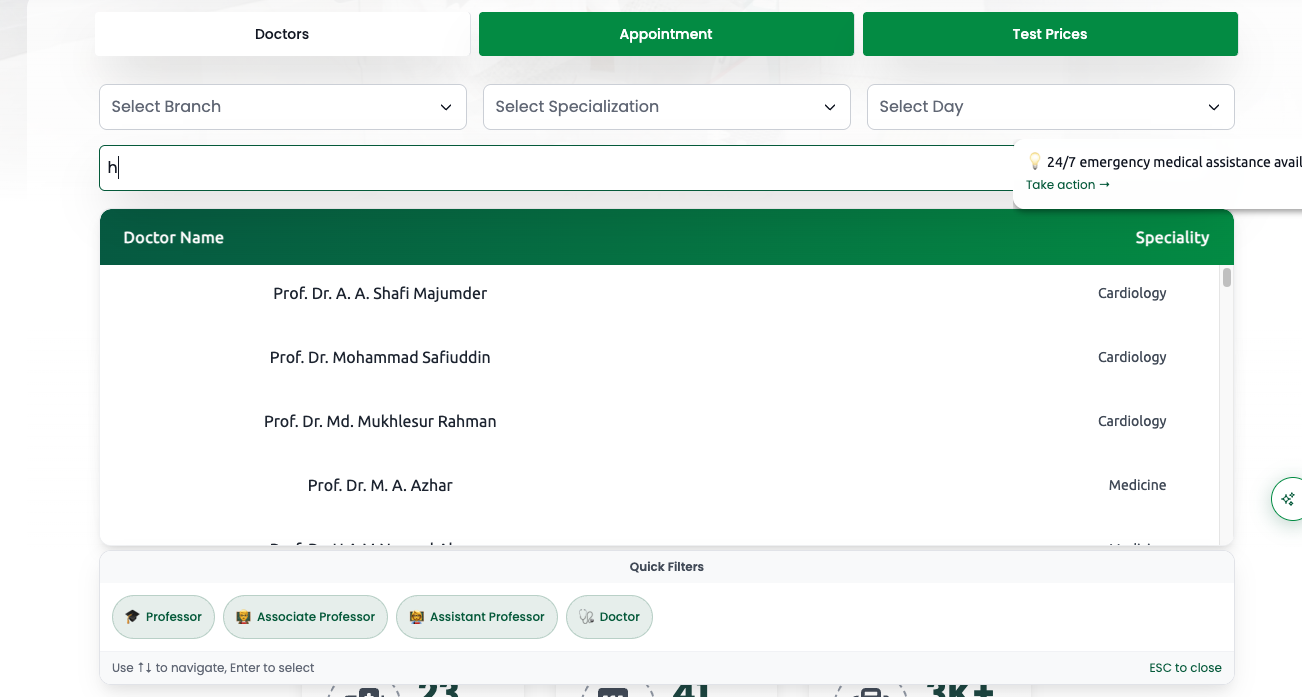 Doctors Appointment Test Prices
Select Branch Select Specialization Select Day
h
💡 24/7 emergency medical assistance
Take action →
Doctor Name Speciality
Prof. Dr. A. A. Shafi Majumder Cardiology
Prof. Dr. Mohammad Safiuddin Cardiology
Prof. Dr. Md. Mukhlesur Rahman Cardiology
Prof. Dr. M. A. Azhar Medicine
Quick Filters
Professor Associate Professor Assistant Professor Doctor
Use ↑↓ to navigate, Enter to select ESC to close
23 41 3K+